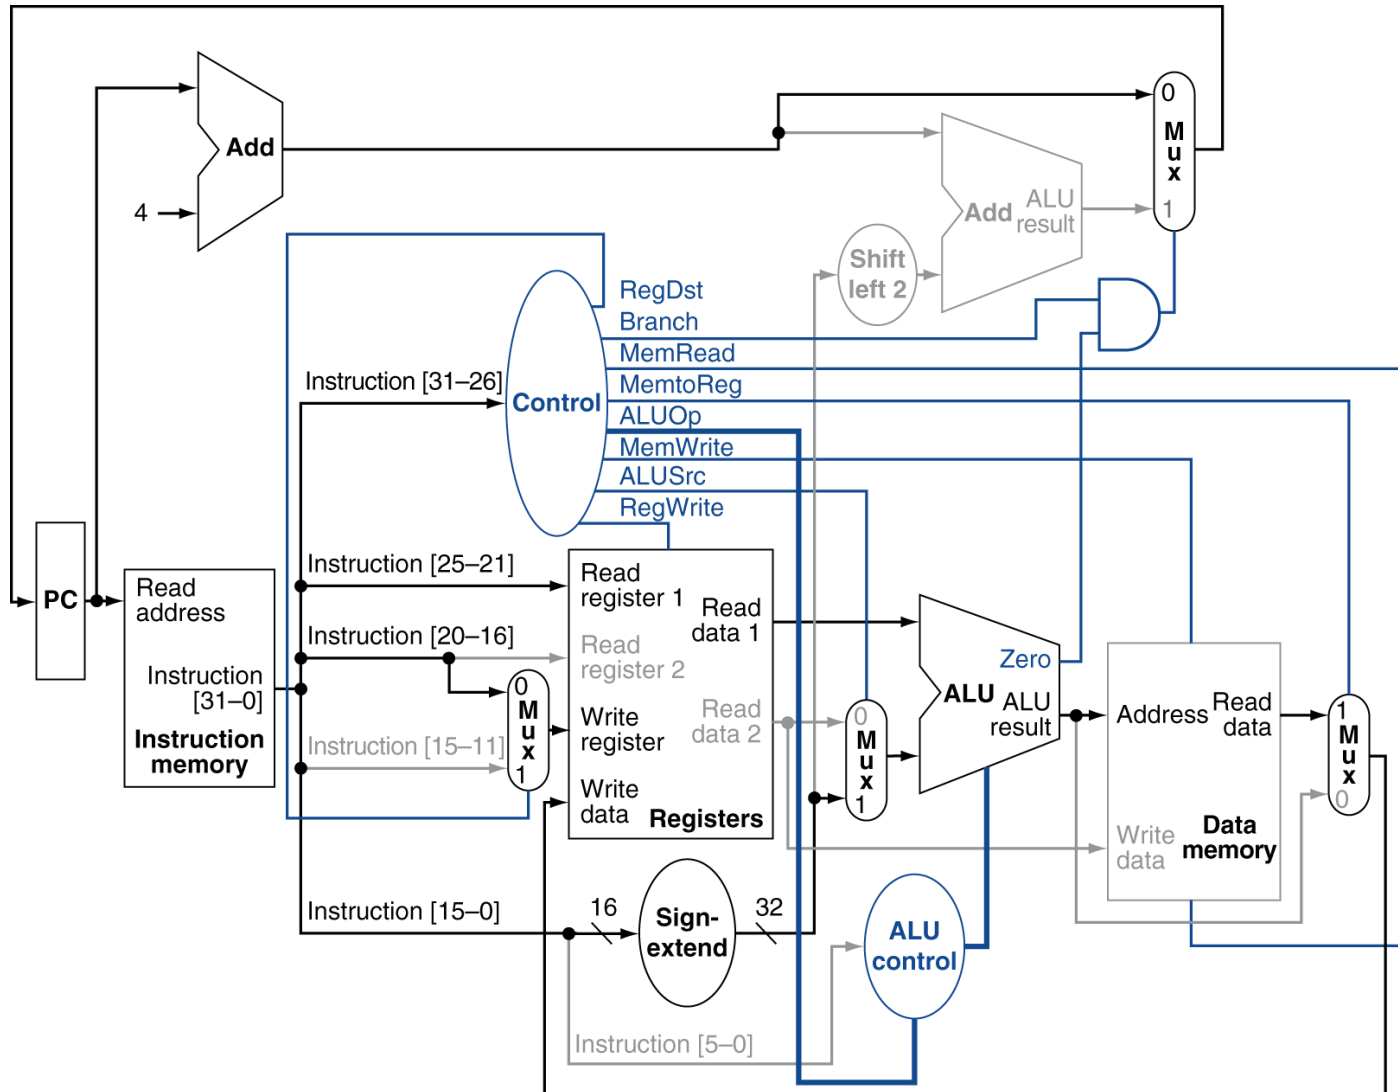 0
M
u
x
1
Add
4
Add
ALU
result
Shift
left 2
RegDst
Branch
MemRead
MemtoReg
ALUOp
MemWrite
ALUSrc
RegWrite
Control
Instruction [31–26]
Instruction [25–21]
Instruction [20–16]
Instruction [15–11]
Instruction [15–0]
Instruction [5–0]
PC
Read
address
Instruction
[31–0]
Instruction
memory
0
M
u
x
1
Read
register 1
Read
register 2
Write
register
Write
data
Read
data 1
Read
data 2
Registers
0
M
u
x
1
Zero
ALU
ALU
result
Address
Read
data
Write
data
Data
memory
1
M
u
x
0
16
Sign-
extend
32
ALU
control